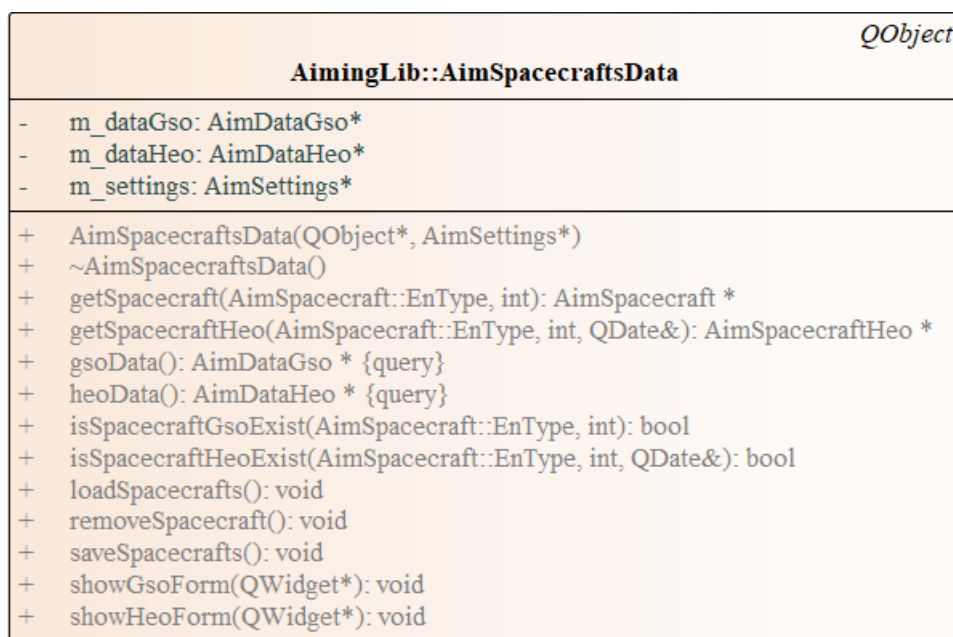 QObject
AimingLib::AimSpacecraftsData
- m_dataGso: AimDataGso*
- m_dataHeo: AimDataHeo*
- m_settings: AimSettings*
+ AimSpacecraftsData(QObject*, AimSettings*)
+ ~AimSpacecraftsData()
+ getSpacecraft(AimSpacecraft::EnType, int): AimSpacecraft *
+ getSpacecraftHeo(AimSpacecraft::EnType, int, QDate&): AimSpacecraftHeo *
+ gsoData(): AimDataGso * {query}
+ heoData(): AimDataHeo * {query}
+ isSpacecraftGsoExist(AimSpacecraft::EnType, int): bool
+ isSpacecraftHeoExist(AimSpacecraft::EnType, int, QDate&): bool
+ loadSpacecrafts(): void
+ removeSpacecraft(): void
+ saveSpacecrafts(): void
+ showGsoForm(QWidget*): void
+ showHeoForm(QWidget*): void